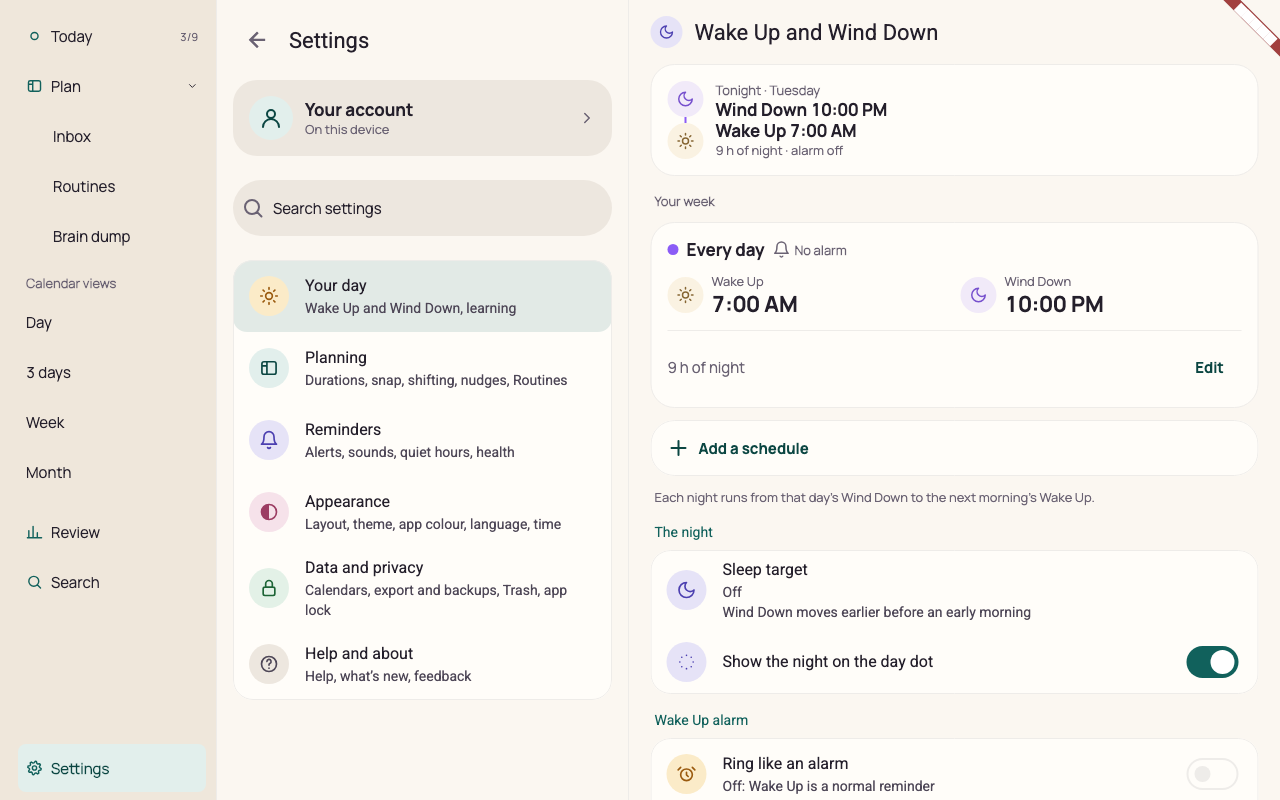 Today
3/9
Plan
Inbox
Routines
Brain dump
Calendar views
Day
3 days
Week
Month
Review
Search
Settings
Settings
Your account
On this device
Search settings
Your day
Wake Up and Wind Down, learning
Planning
Durations, snap, shifting, nudges, Routines
Reminders
Alerts, sounds, quiet hours, health
Appearance
Layout, theme, app colour, language, time
Data and privacy
Calendars, export and backups, Trash, app
lock
Help and about
Help, what's new, feedback
Wake Up and Wind Down
Tonight · Tuesday
Wind Down 10:00 PM
Wake Up 7:00 AM
9 h of night · alarm off
Your week
Every day
No alarm
Wake Up
7:00 AM
Wind Down
10:00 PM
9 h of night
Edit
Add a schedule
Each night runs from that day's Wind Down to the next morning's Wake Up.
The night
Sleep target
Off
Wind Down moves earlier before an early morning
Show the night on the day dot
Wake Up alarm
Ring like an alarm
Off: Wake Up is a normal reminder